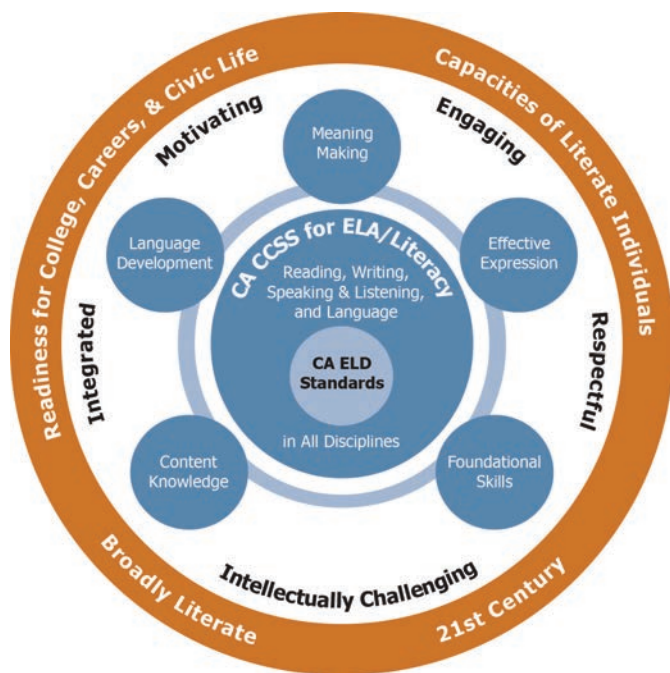 Readiness for College, Careers, & Civic Life
Capacities of Literate Individuals
Motivating
Engaging
Meaning
Making
Language
Development
Effective
Expression
CA CCSS for ELA/Literacy
Reading, Writing,
Speaking & Listening,
and Language
CA ELD
Standards
in All Disciplines
Integrated
Respectful
Content
Knowledge
Foundational
Skills
Intellectually Challenging
Broadly Literate
21st Century